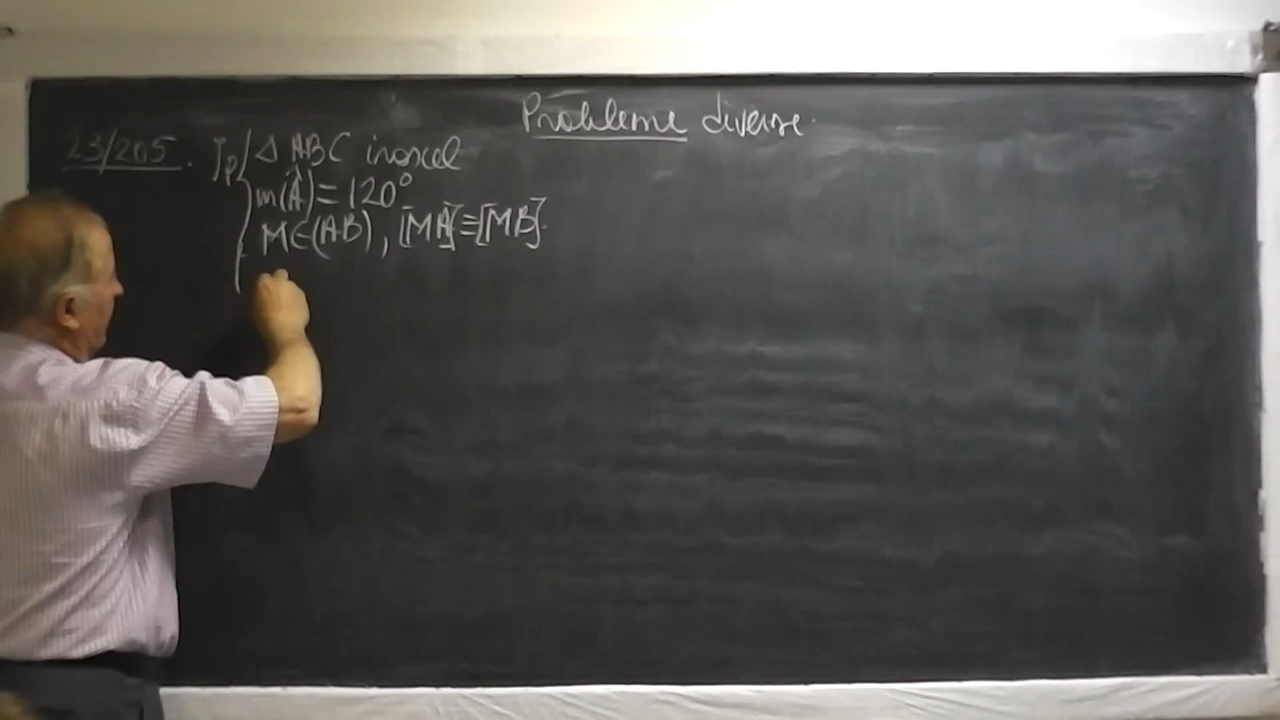 Probleme diverse.
23/205. Ip/ Δ ABC isoscel
m(Â) = 120°
M∈(AB), [MA]≡[MB].